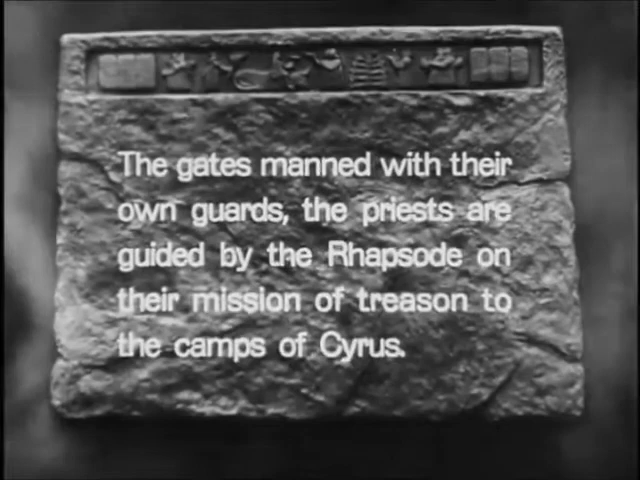 The gates manned with their
own guards, the priests are
guided by the Rhapsode on
their mission of treason to
the camps of Cyrus.